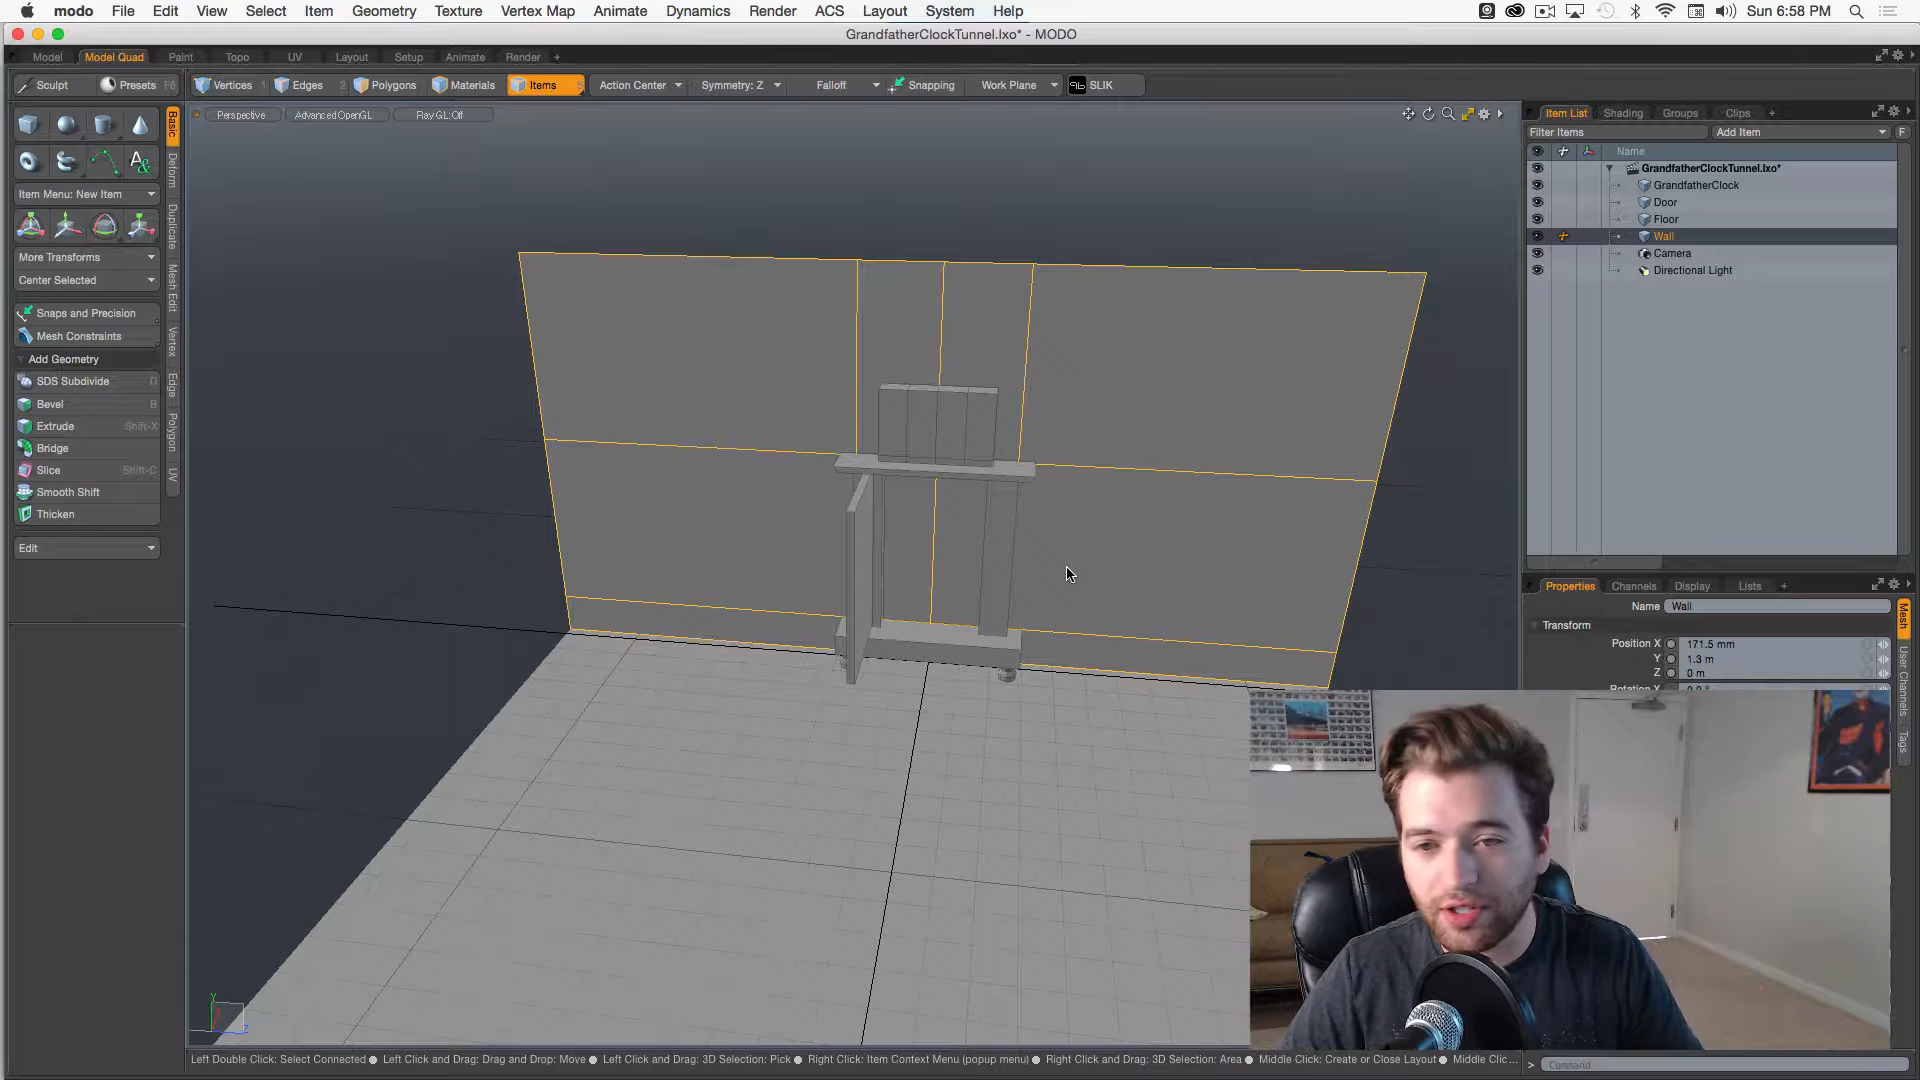 modo File Edit View Select Item Geometry Texture Vertex Map Animate Dynamics Render ACS Layout System Help Sun 6:58 PM
GrandfatherClockTunnel.lxo* - MODO
Model Model Quad Paint Topo UV Layout Setup Animate Render +
Sculpt Presets F6 Vertices 1 Edges 2 Polygons Materials Items 5 Action Center Symmetry: Z Falloff Snapping Work Plane SLIK
Perspective Advanced OpenGL Ray GL: Off
Item List Shading Groups Clips +
Filter Items Add Item F
Name
GrandfatherClockTunnel.lxo*
GrandfatherClock
Door
Floor
Wall
Camera
Directional Light
Item Menu: New Item
More Transforms
Center Selected
Snaps and Precision
Mesh Constraints
Add Geometry
SDS Subdivide D
Bevel B
Extrude Shift-X
Bridge
Slice Shift-C
Smooth Shift
Thicken
Edit
Basic
Deform
Duplicate
Mesh Edit
Vertex
Edge
Polygon
UV
Properties Channels Display Lists +
Name Wall
Transform
Position X 171.5 mm
Y 1.3 m
Z 0 m
Rotation X 0.0 °
Mesh
User Channels
Tags
Y
Z
Left Double Click: Select Connected ● Left Click and Drag: Drag and Drop: Move ● Left Click and Drag: 3D Selection: Pick ● Right Click: Item Context Menu (popup menu) ● Right Click and Drag: 3D Selection: Area ● Middle Click: Create or Close Layout ● Middle Clic ...
> Command